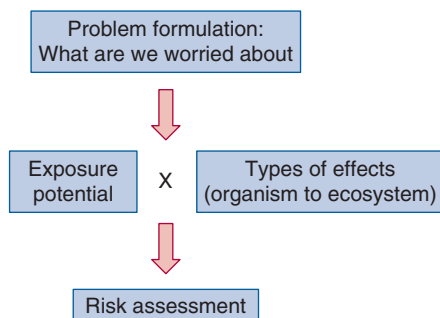 Problem formulation:
What are we worried about
Exposure
potential
X
Types of effects
(organism to ecosystem)
Risk assessment